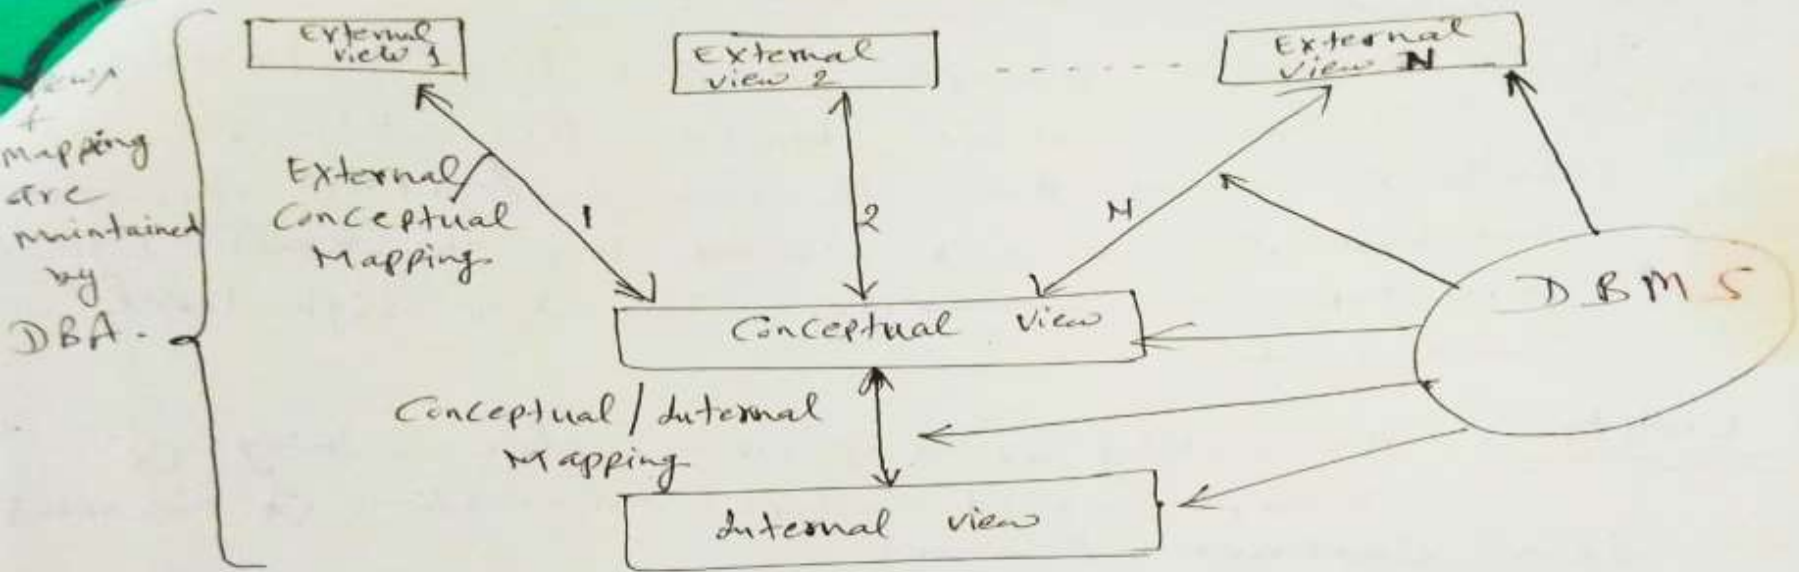 External
view 1
External
view 2
External
view N
views
+
Mapping
are
maintained
by
DBA.
External
Conceptual
Mapping
1
2
N
DBMS
Conceptual view
Conceptual / Internal
Mapping
Internal view